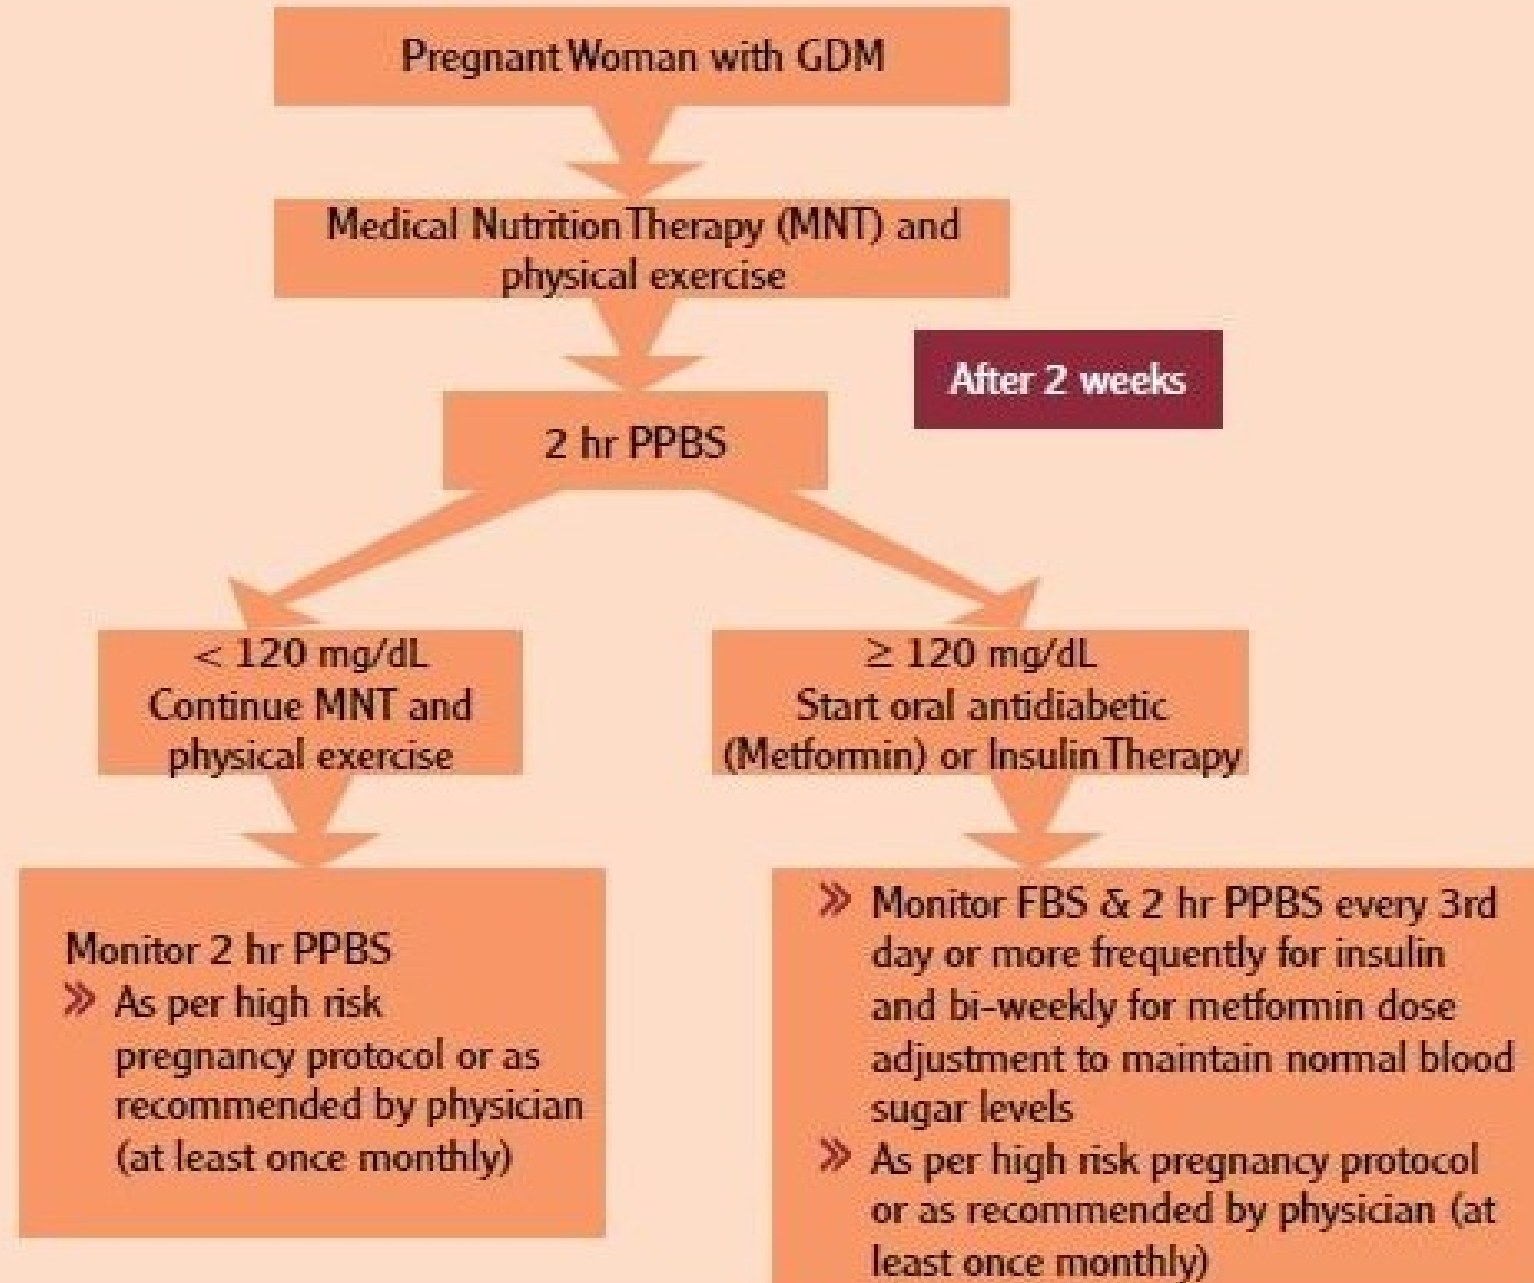 Pregnant Woman with GDM
Medical Nutrition Therapy (MNT) and
physical exercise
After 2 weeks
2 hr PPBS
< 120 mg/dL
Continue MNT and
physical exercise
≥ 120 mg/dL
Start oral antidiabetic
(Metformin) or Insulin Therapy
Monitor 2 hr PPBS
» As per high risk
pregnancy protocol or as
recommended by physician
(at least once monthly)
» Monitor FBS & 2 hr PPBS every 3rd
day or more frequently for insulin
and bi-weekly for metformin dose
adjustment to maintain normal blood
sugar levels
» As per high risk pregnancy protocol
or as recommended by physician (at
least once monthly)